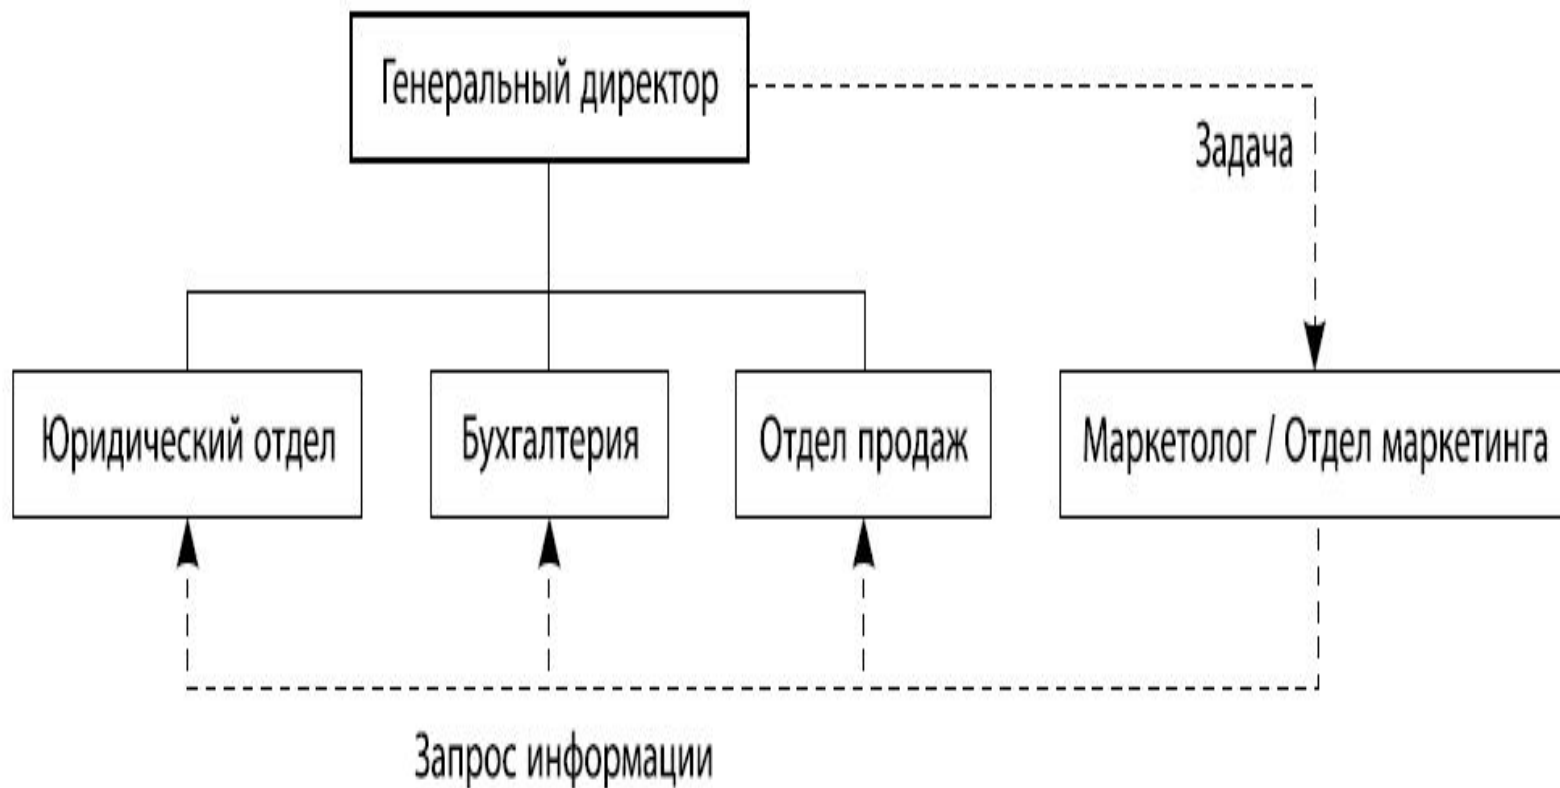 Генеральный директор
Задача
Юридический отдел
Бухгалтерия
Отдел продаж
Маркетолог / Отдел маркетинга
Запрос информации